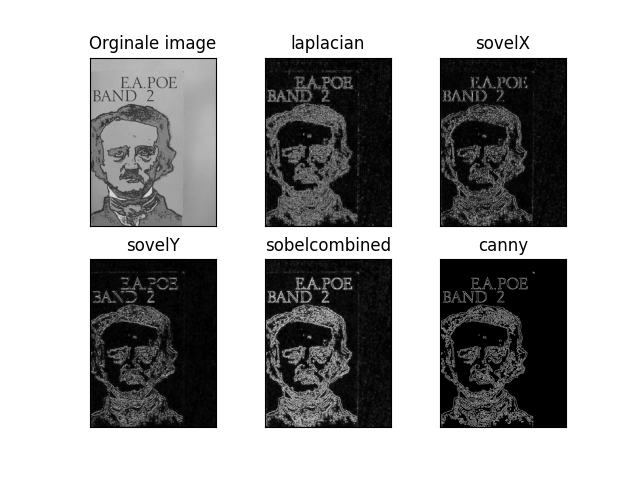 Orginale image
E.A.POE
BAND 2
laplacian
E.A.POE
BAND 2
sovelX
E.A.POE
BAND 2
sovelY
E.A.POE
BAND 2
sobelcombined
E.A.POE
BAND 2
canny
E.A.POE
BAND 2